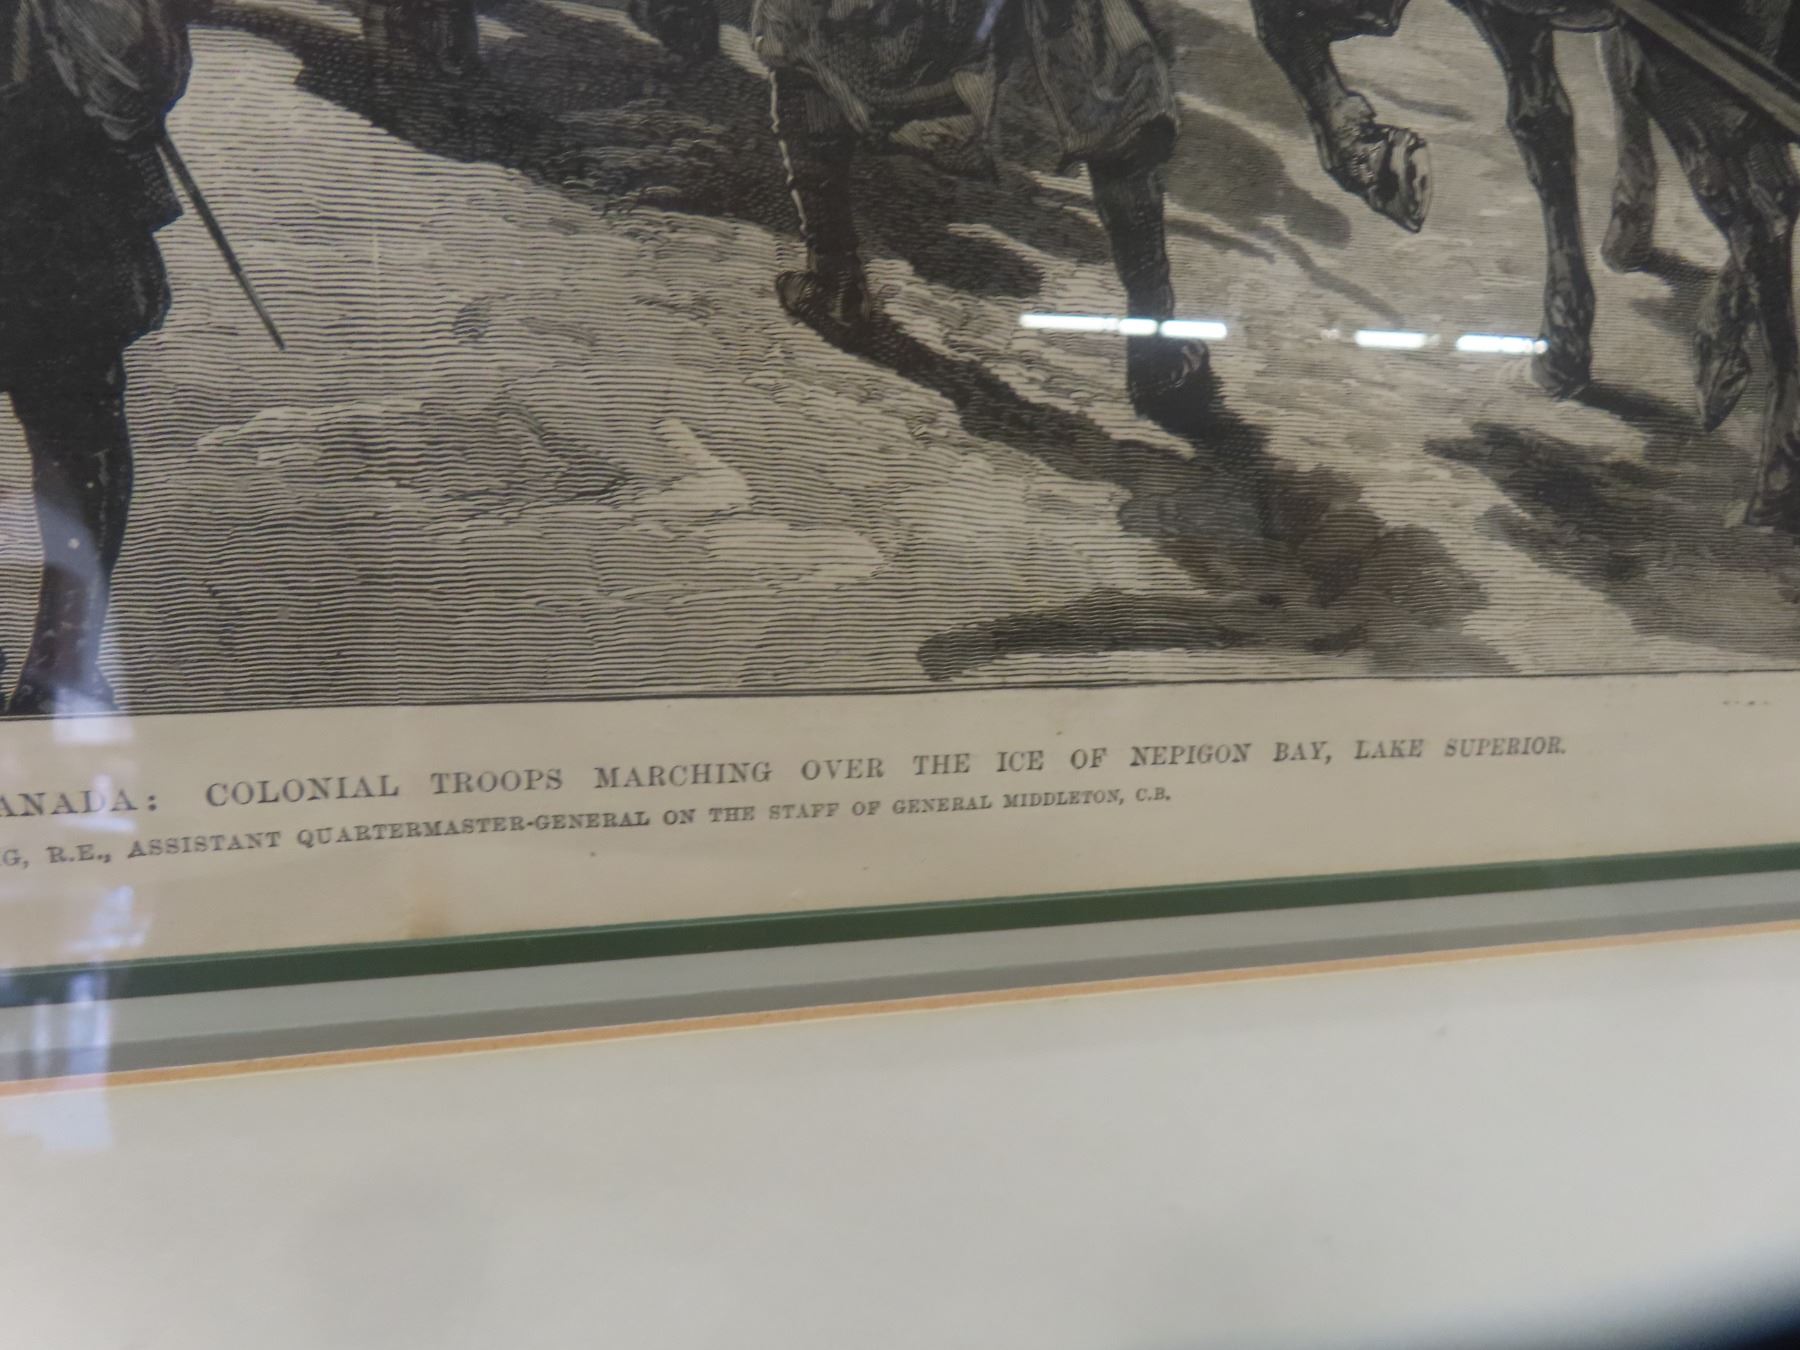 ANADA: COLONIAL TROOPS MARCHING OVER THE ICE OF NEPIGON BAY, LAKE SUPERIOR.
G, R.E., ASSISTANT QUARTERMASTER-GENERAL ON THE STAFF OF GENERAL MIDDLETON, C.B.